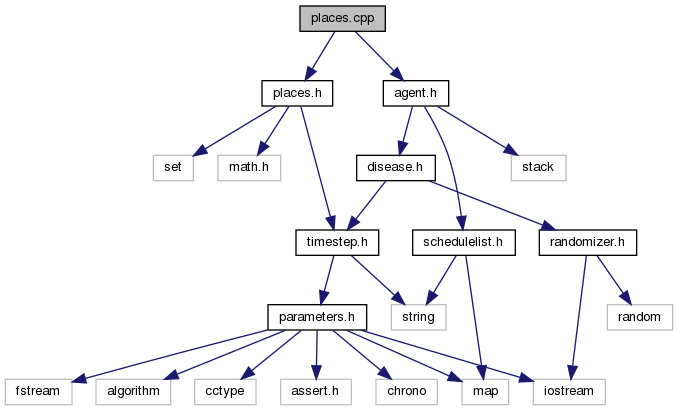 places.cpp
places.h
agent.h
set
math.h
disease.h
stack
timestep.h
schedulelist.h
randomizer.h
parameters.h
string
random
fstream
algorithm
cctype
assert.h
chrono
map
iostream